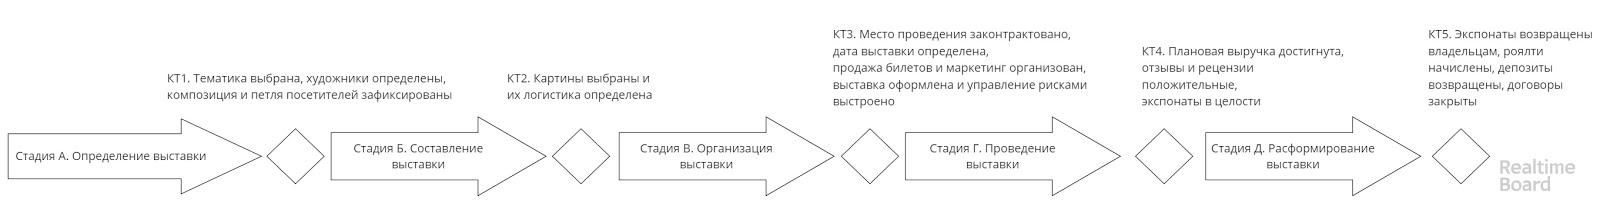 КТ1. Тематика выбрана, художники определены,
композиция и петля посетителей зафиксированы
КТ2. Картины выбраны и
их логистика определена
КТ3. Место проведения законтрактовано,
дата выставки определена,
продажа билетов и маркетинг организован,
выставка оформлена и управление рисками
выстроено
КТ4. Плановая выручка достигнута,
отзывы и рецензии
положительные,
экспонаты в целости
КТ5. Экспонаты возвращены
владельцам, роялти
начислены, депозиты
возвращены, договоры
закрыты
Стадия А. Определение выставки
Стадия Б. Составление
выставки
Стадия В. Организация
выставки
Стадия Г. Проведение
выставки
Стадия Д. Расформирование
выставки
Realtime
Board